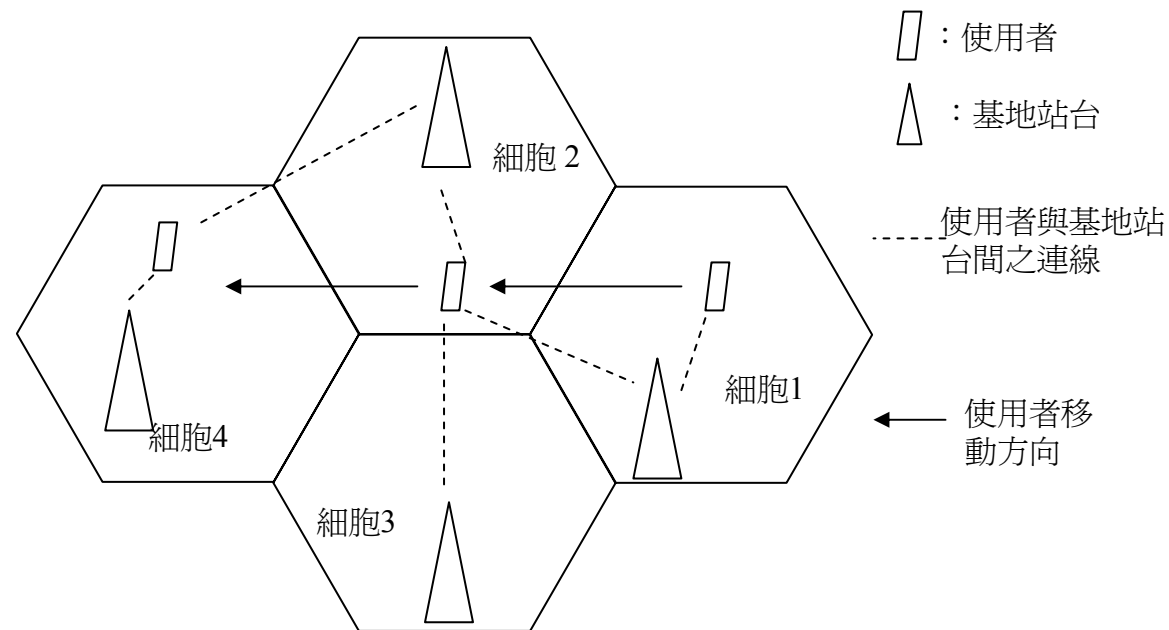 ：使用者
：基地站台
細胞 2
使用者與基地站
台間之連線
細胞1
使用者移
動方向
細胞4
細胞3